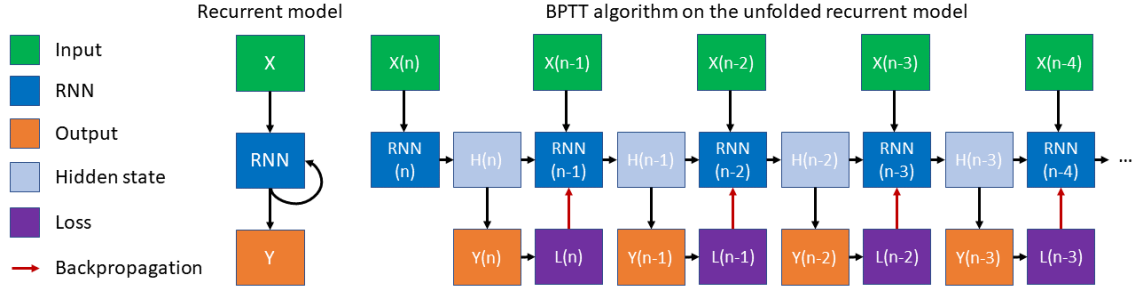 Recurrent model
BPTT algorithm on the unfolded recurrent model
Input
RNN
Output
Hidden state
Loss
Backpropagation
X
RNN
Y
X(n)
X(n-1)
X(n-2)
X(n-3)
X(n-4)
RNN
(n)
H(n)
RNN
(n-1)
H(n-1)
RNN
(n-2)
H(n-2)
RNN
(n-3)
H(n-3)
RNN
(n-4)
...
Y(n)
L(n)
Y(n-1)
L(n-1)
Y(n-2)
L(n-2)
Y(n-3)
L(n-3)